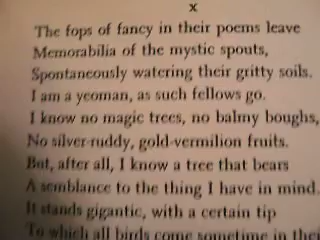 x
The fops of fancy in their poems leave
Memorabilia of the mystic spouts,
Spontaneously watering their gritty soils.
I am a yeoman, as such fellows go.
I know no magic trees, no balmy boughs,
No silver-ruddy, gold-vermilion fruits.
But, after all, I know a tree that bears
A semblance to the thing I have in mind.
It stands gigantic, with a certain tip
To which all birds come sometime in their